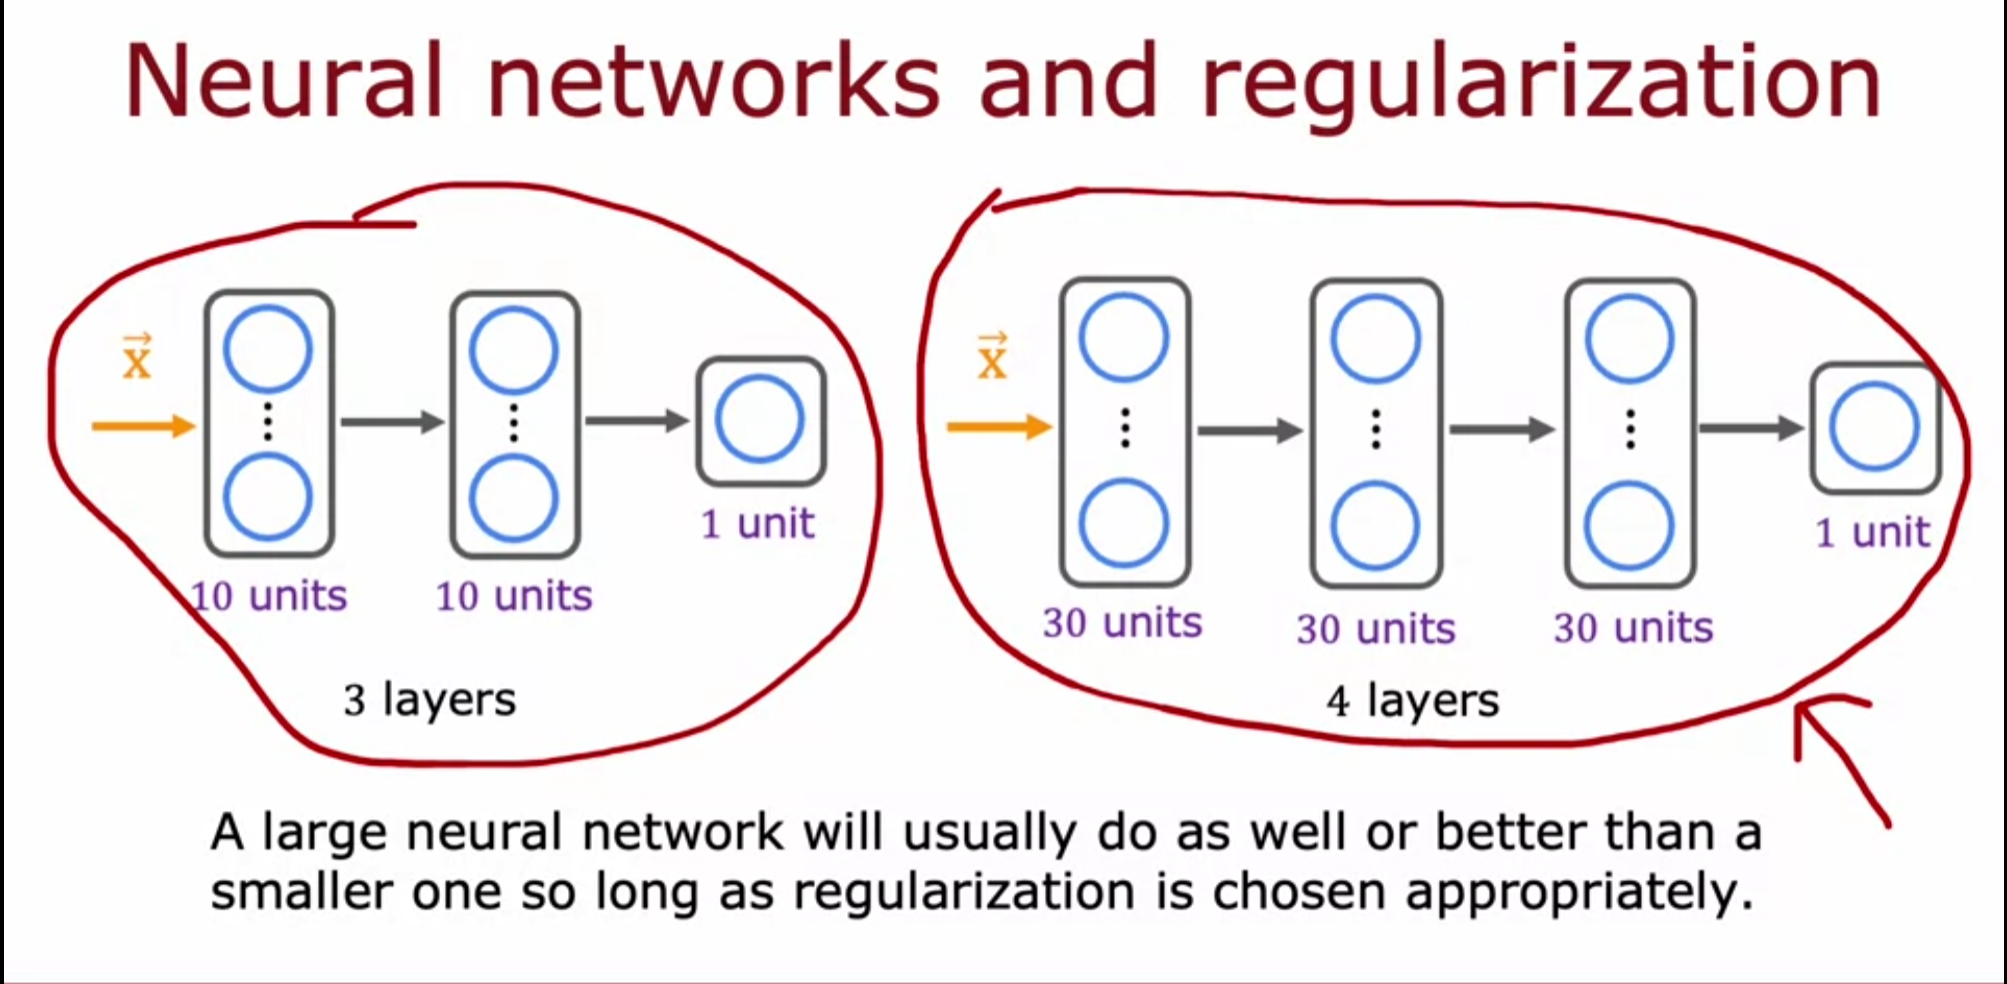 Neural networks and regularization
x⃗
10 units
10 units
1 unit
3 layers
x⃗
30 units
30 units
30 units
1 unit
4 layers
A large neural network will usually do as well or better than a
smaller one so long as regularization is chosen appropriately.